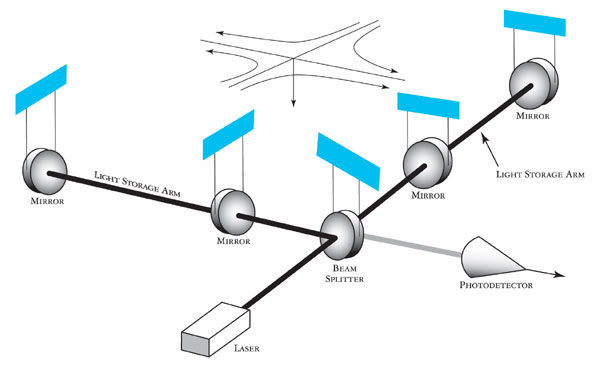 MIRROR
LIGHT STORAGE ARM
MIRROR
LIGHT STORAGE ARM
MIRROR
MIRROR
BEAM
SPLITTER
PHOTODETECTOR
LASER